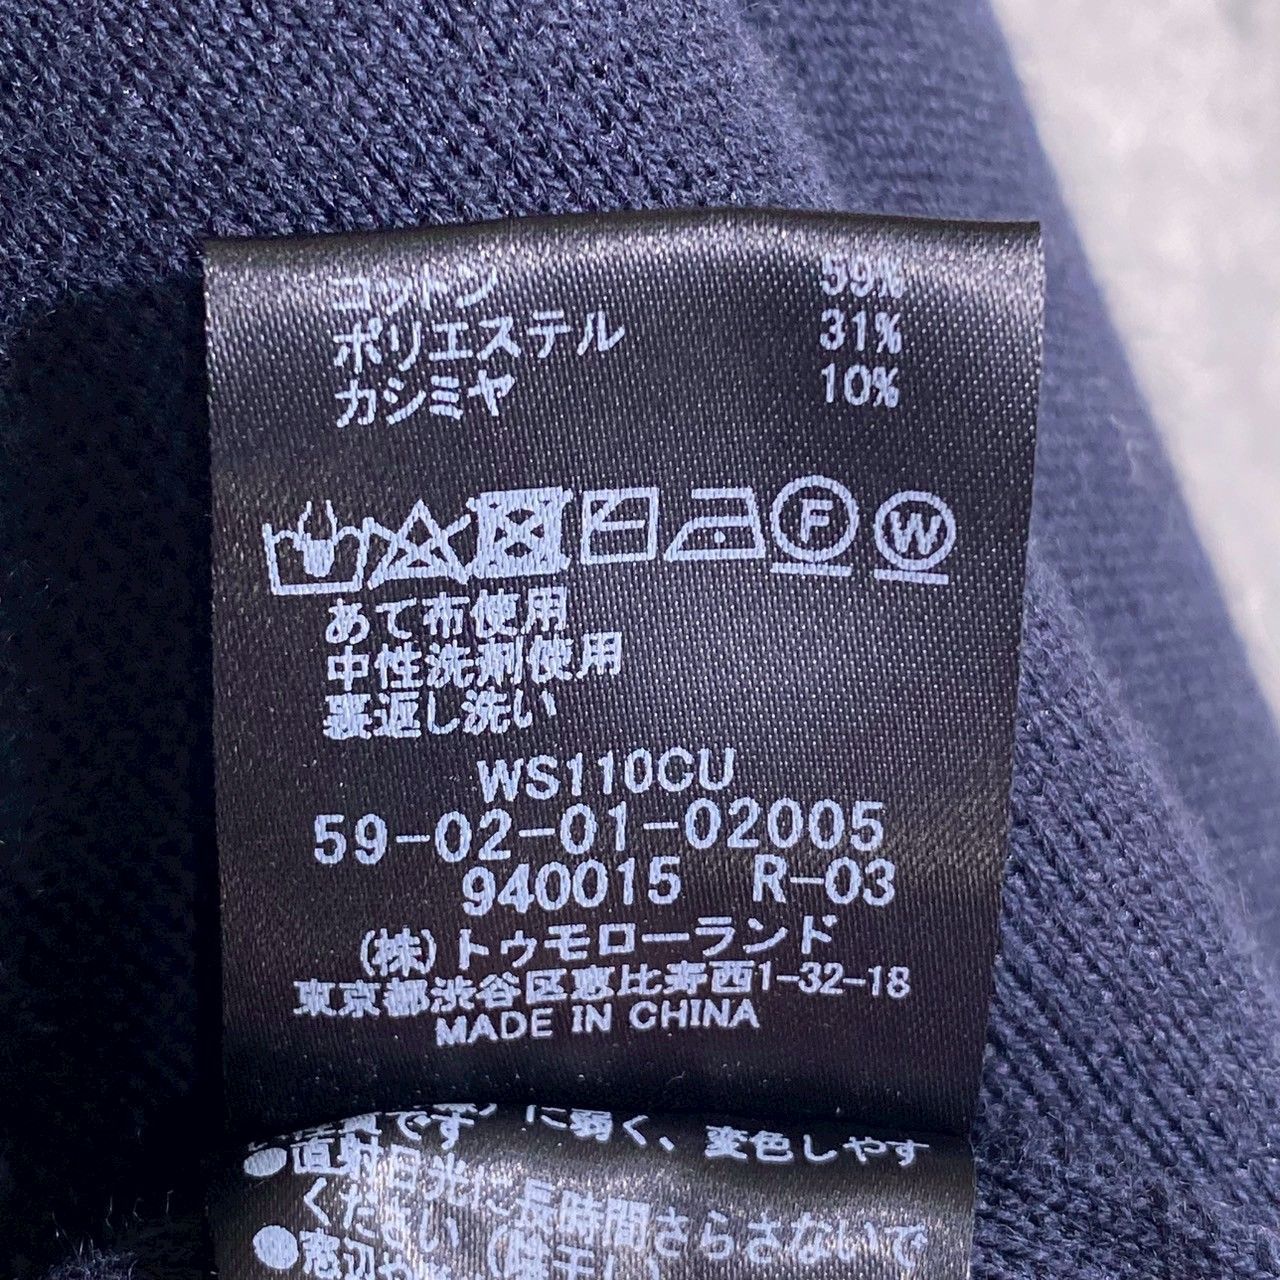 コットン 59%
ポリエステル 31%
カシミヤ 10%
F W
あて布使用
中性洗剤使用
裏返し洗い
WS110CU
59-02-01-02005
940015 R-03
(株)トゥモローランド
東京都渋谷区恵比寿西1-32-18
MADE IN CHINA
に弱く、変色しやす
●直射日光に長時間さらさないで
ください
●窓辺や